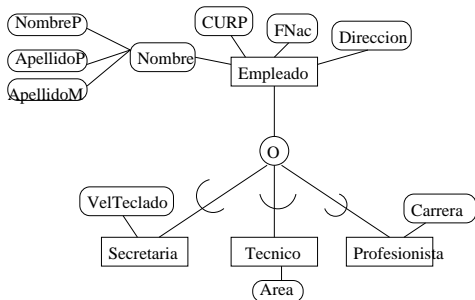 NombreP
CURP
FNac
Direccion
ApellidoP
Nombre
Empleado
ApellidoM
O
VelTeclado
Carrera
Secretaria
Tecnico
Profesionista
Area